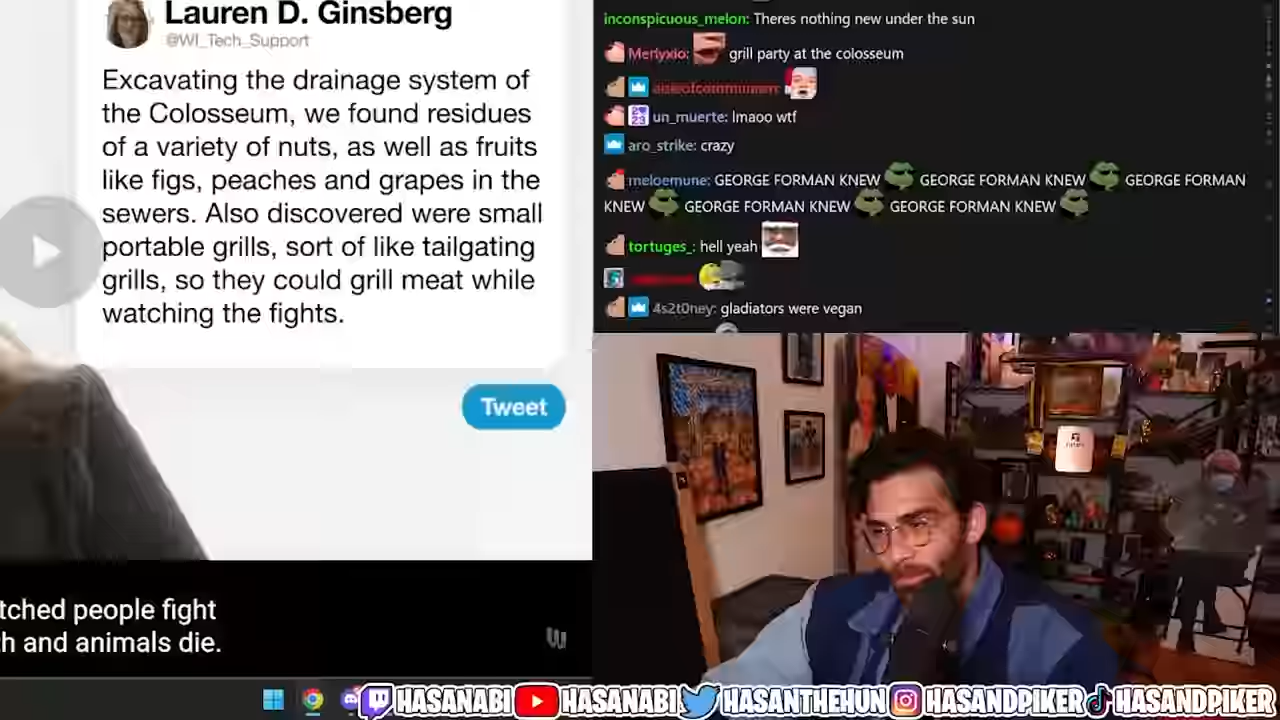 Lauren D. Ginsberg
@WI_Tech_Support
Excavating the drainage system of
the Colosseum, we found residues
of a variety of nuts, as well as fruits
like figs, peaches and grapes in the
sewers. Also discovered were small
portable grills, sort of like tailgating
grills, so they could grill meat while
watching the fights.
Tweet
tched people fight
h and animals die.
inconspicuous_melon: Theres nothing new under the sun
Merlyxio: grill party at the colosseum
un_muerte: lmaoo wtf
aro_strike: crazy
meloemune: GEORGE FORMAN KNEW GEORGE FORMAN KNEW GEORGE FORMAN
KNEW GEORGE FORMAN KNEW GEORGE FORMAN KNEW
tortuges_: hell yeah
4s2t0ney: gladiators were vegan
HASANABI HASANABI HASANTHEHUN HASANDPIKER HASANDPIKER